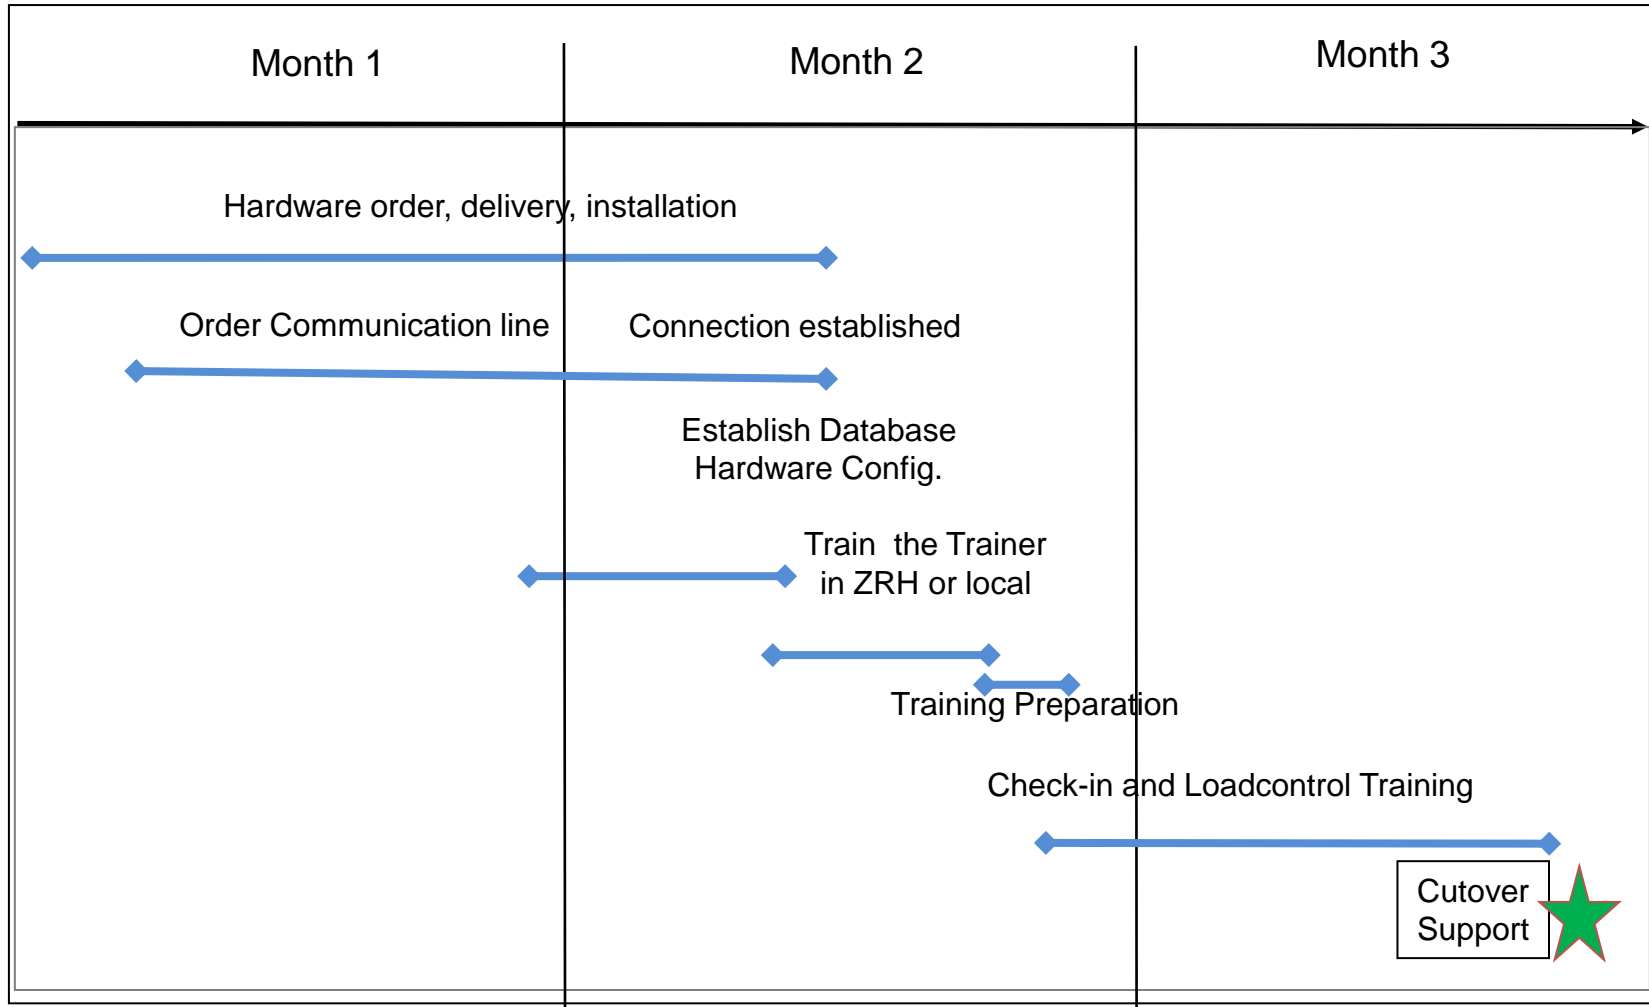 Month 1
Month 2
Month 3
Hardware order, delivery, installation
Order Communication line
Connection established
Establish Database
Hardware Config.
Train the Trainer
in ZRH or local
Training Preparation
Check-in and Loadcontrol Training
Cutover
Support